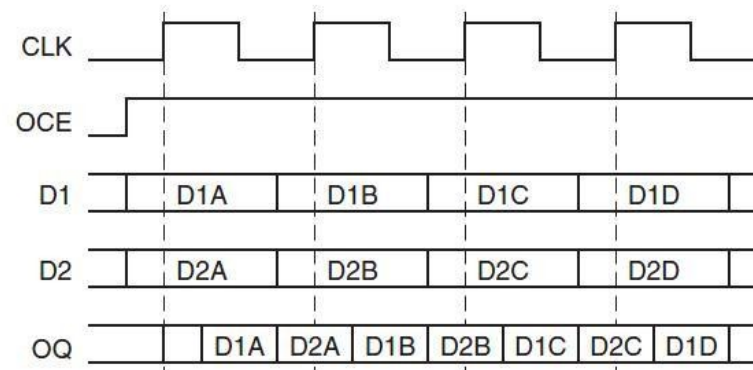 CLK
OCE
D1 D1A D1B D1C D1D
D2 D2A D2B D2C D2D
OQ D1A D2A D1B D2B D1C D2C D1D